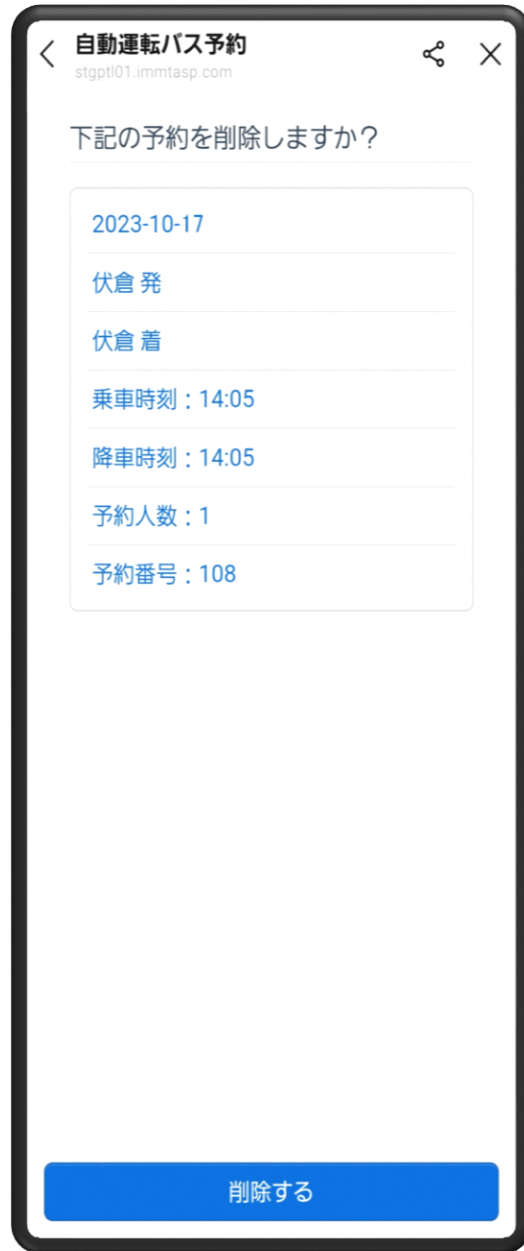 自動運転バス予約
stgptl01.immtasp.com
下記の予約を削除しますか？
2023-10-17
伏倉 発
伏倉 着
乗車時刻：14:05
降車時刻：14:05
予約人数：1
予約番号：108
削除する